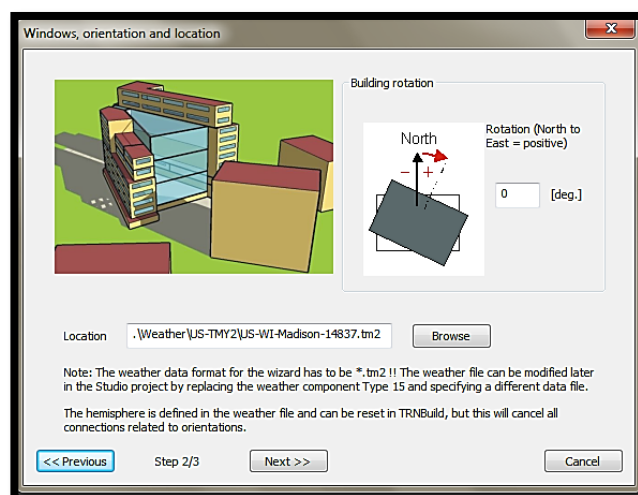 Windows, orientation and location
Building rotation
North
- +
Rotation (North to
East = positive)
0 [deg.]
Location .\Weather\US-TMY2\US-WI-Madison-14837.tm2 Browse
Note: The weather data format for the wizard has to be *.tm2 !! The weather file can be modified later
in the Studio project by replacing the weather component Type 15 and specifying a different data file.
The hemisphere is defined in the weather file and can be reset in TRNBuild, but this will cancel all
connections related to orientations.
<< Previous Step 2/3 Next >> Cancel